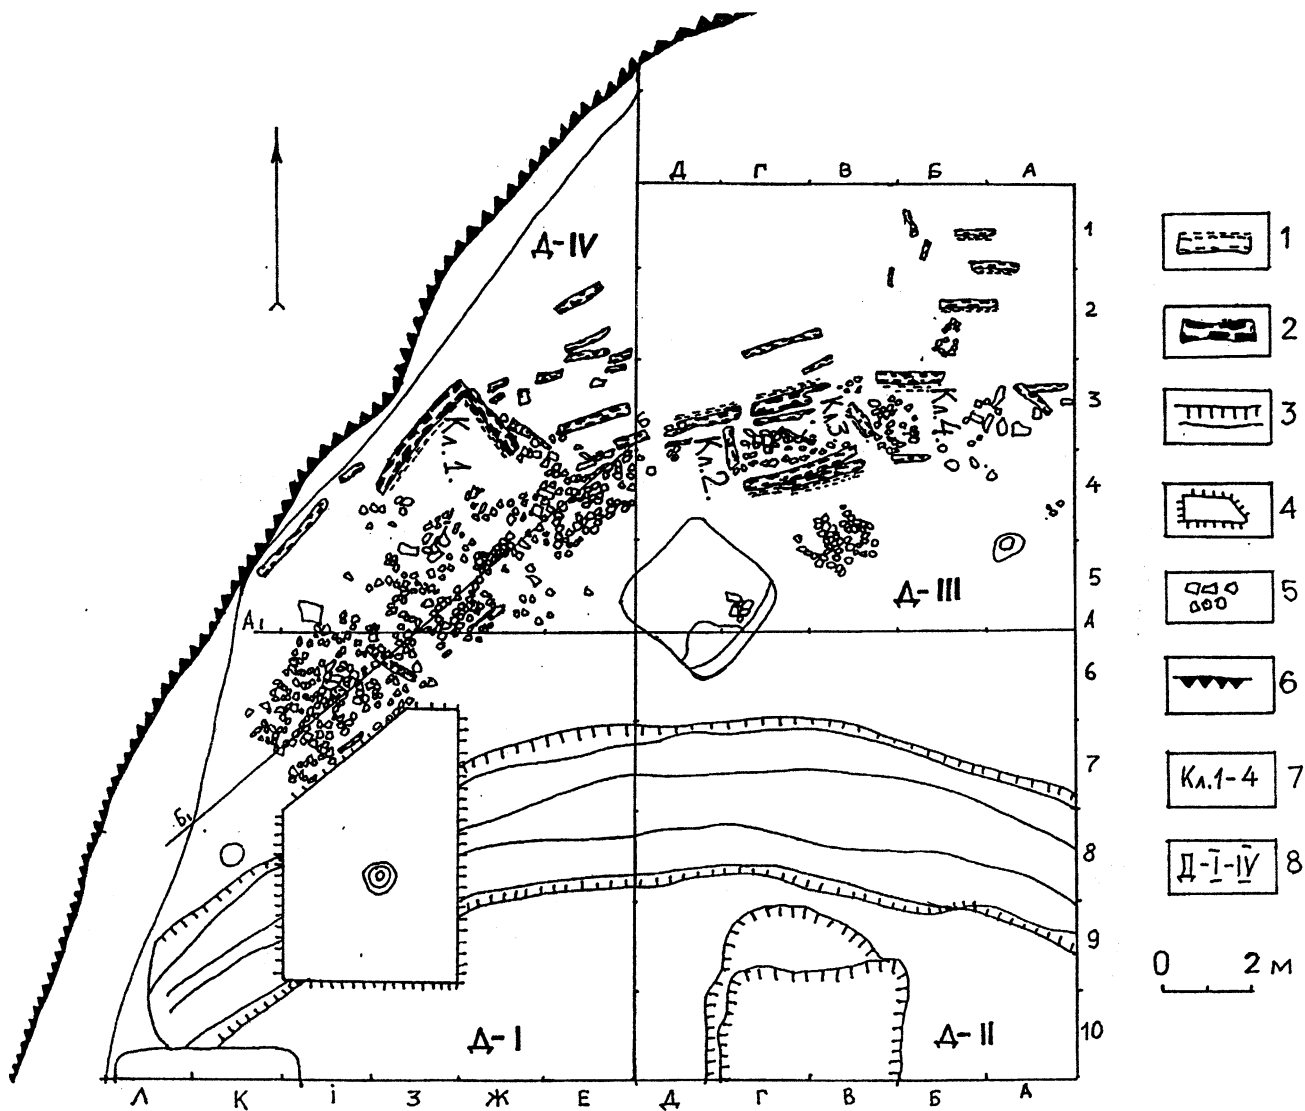 Д Г В Б А
Д-IV
1
2
3
4
5
6
7
8
9
10
Кл.1.
Кл.2.
Кл.3
Кл.4.
Д-III
А₁
А
Б₁
Д-I
Д-II
Л К І З Ж Е Д Г В Б А
1
2
3
4
5
6
Кл.1-4 7
Д-I-IV 8
0 2 м